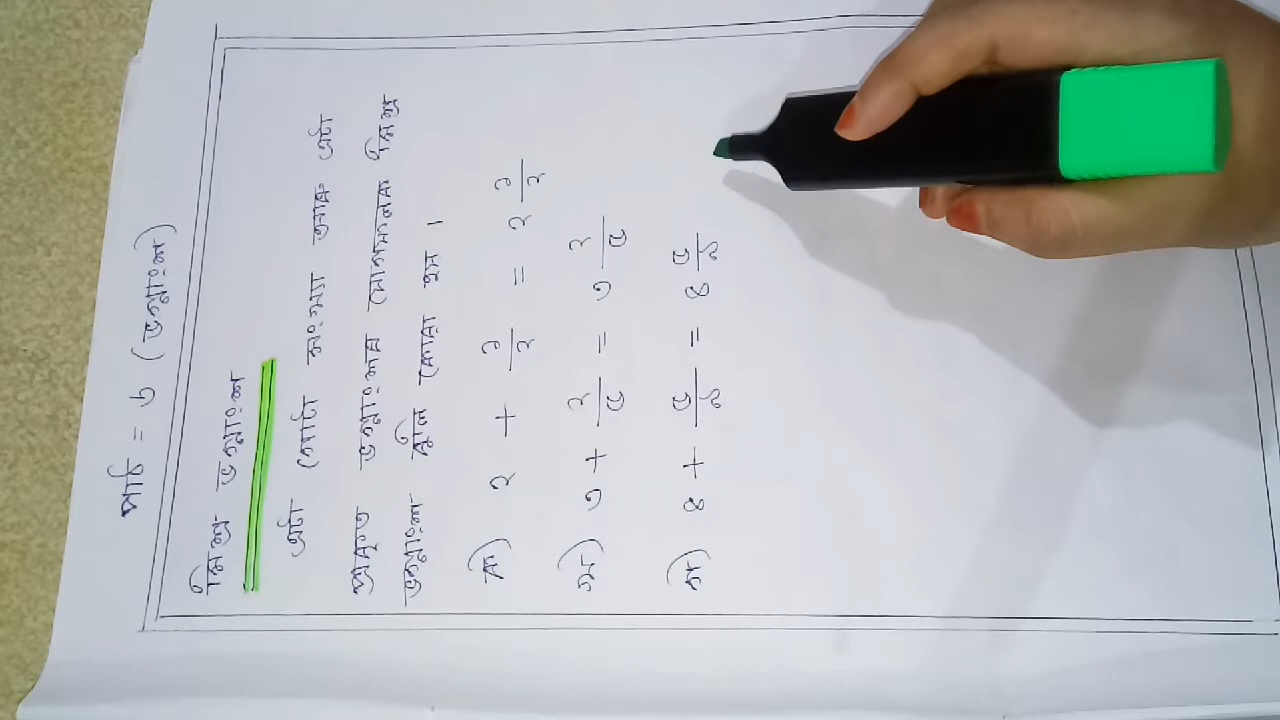 পাঠ = ৬ (ভগ্নাংশ)
মিশ্ৰ ভগ্নাংশ
এটা গোটা সংখ্যা আৰু এটা
প্ৰকৃত ভগ্নাংশৰ যোগফলক মিশ্ৰ
ভগ্নাংশ বুলি কোৱা হয় ।
ক) ২ + ১/২ = ২ ১/২
খ) ৩ + ২/৫ = ৩ ২/৫
গ) ৪ + ৫/৯ = ৪ ৫/৯